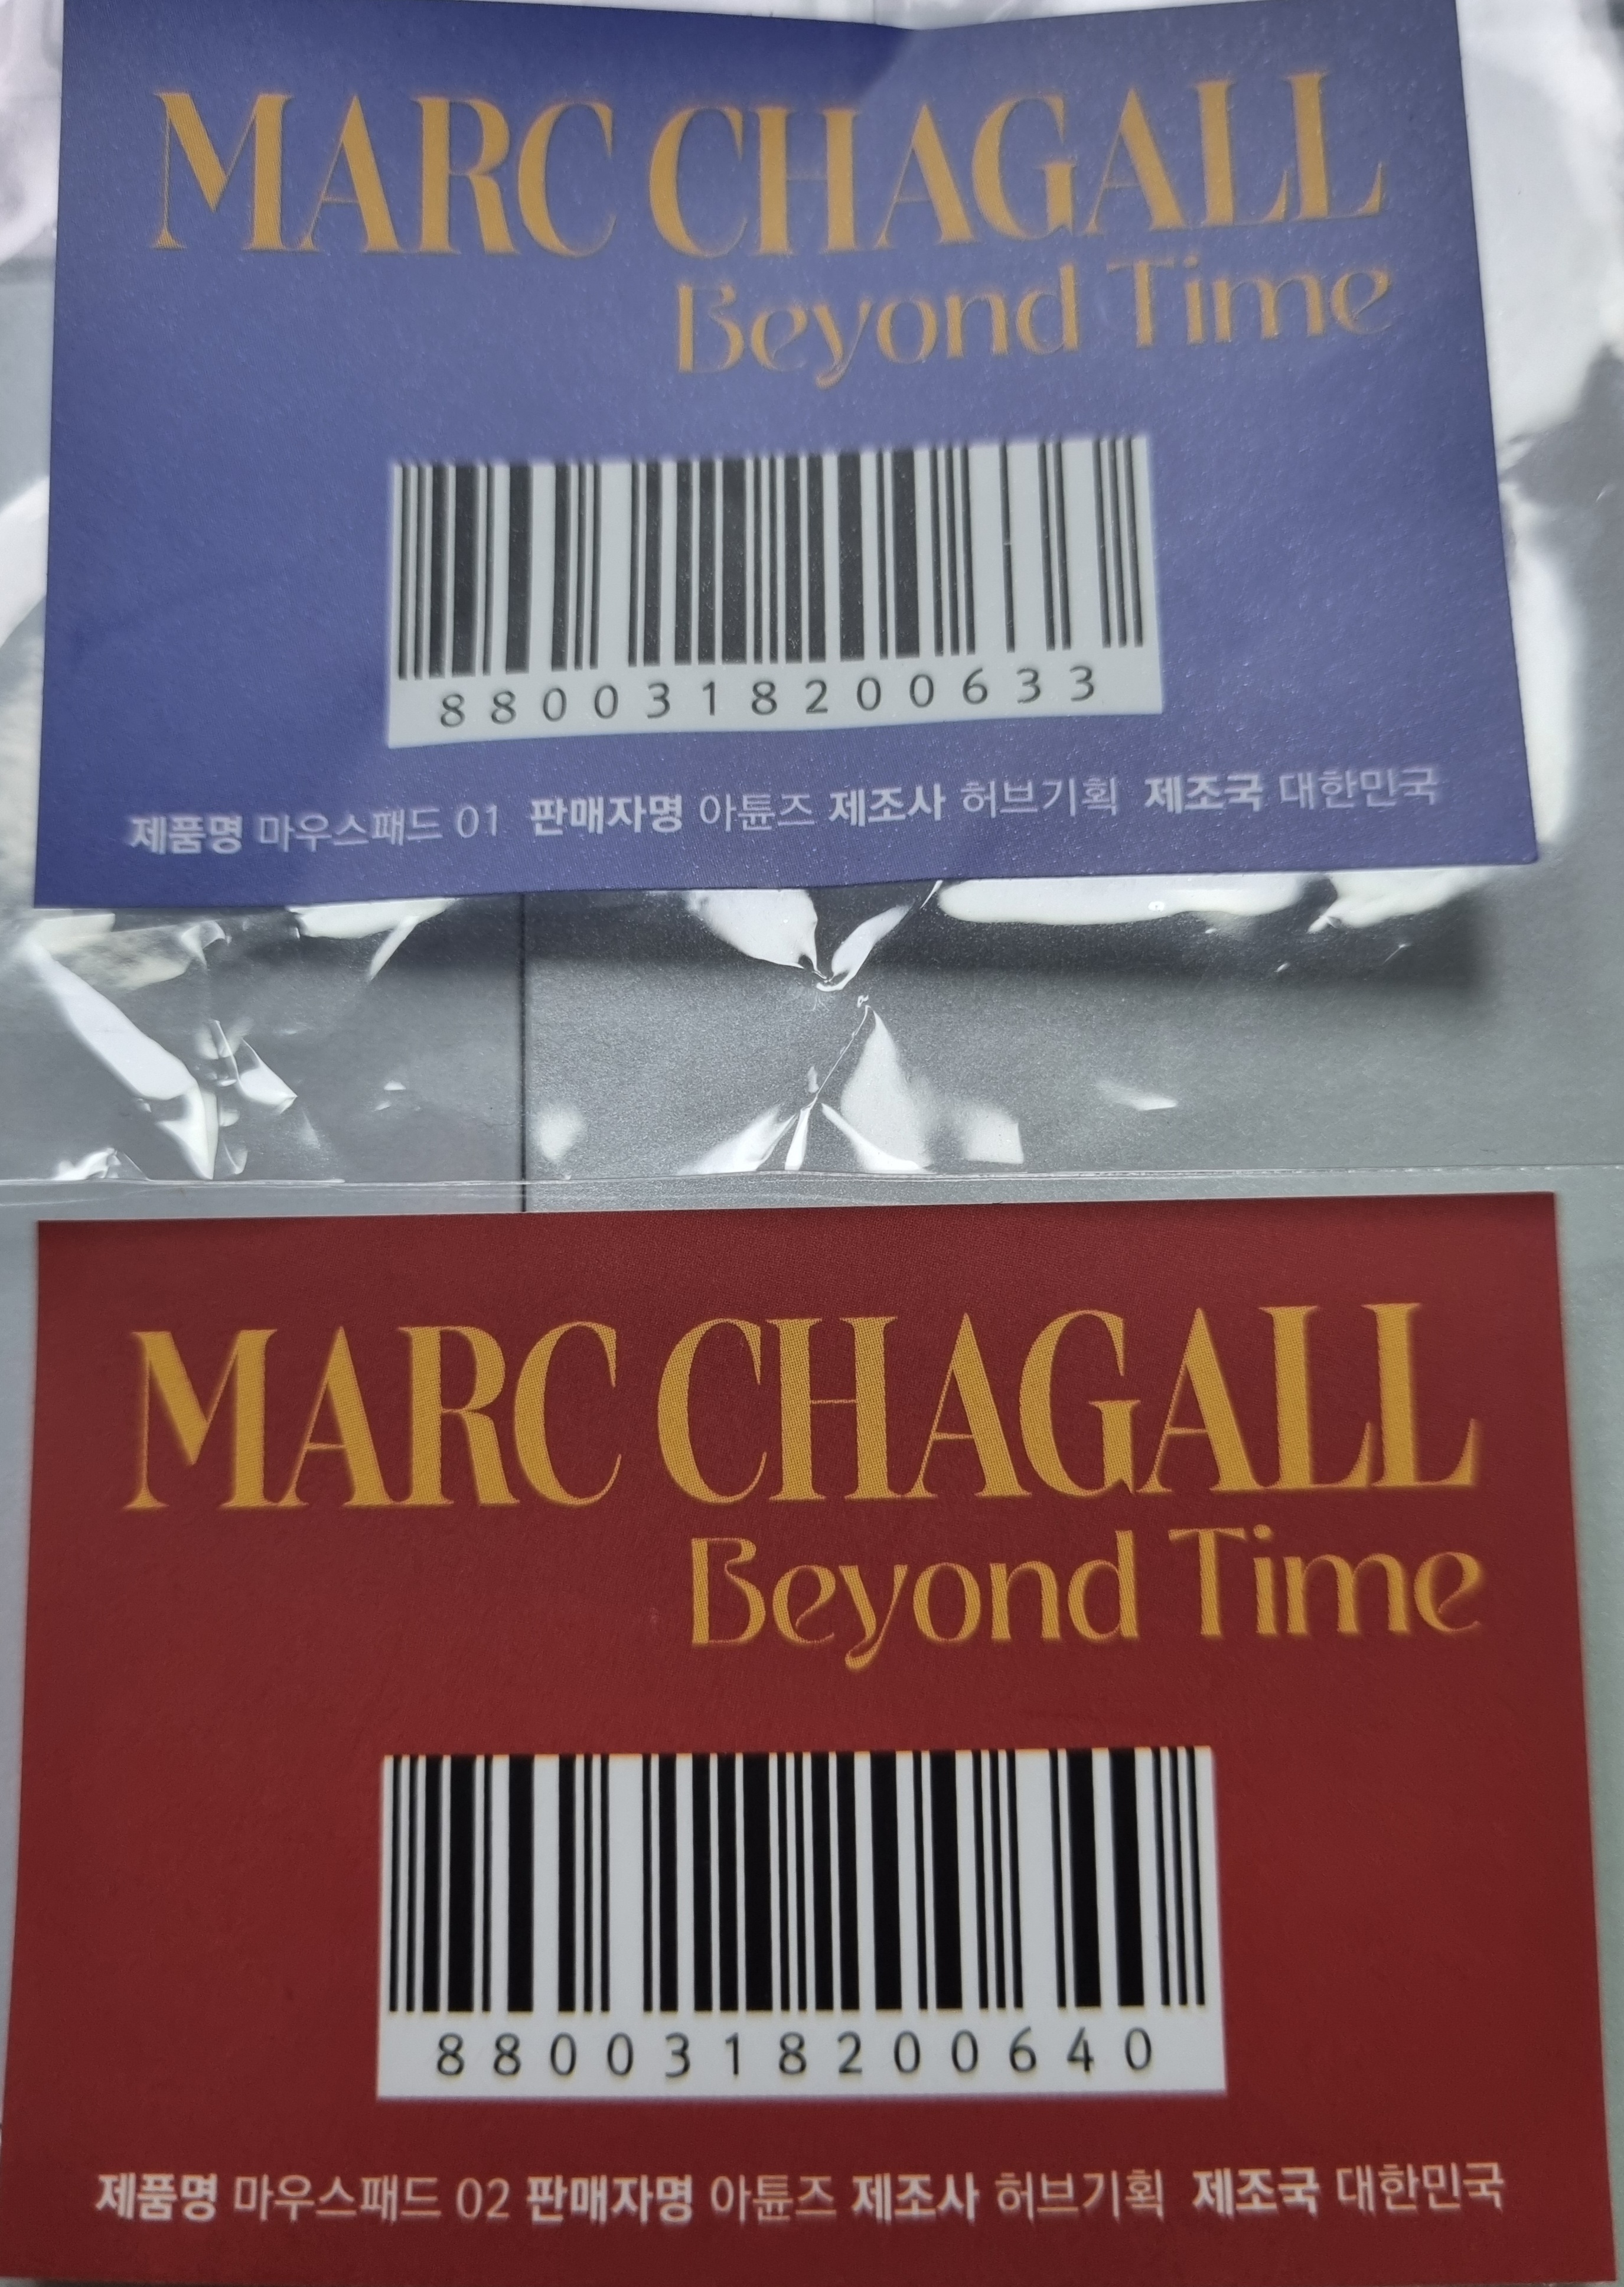 MARC CHAGALL
Beyond Time
8800318200633
제품명 마우스패드 01 판매자명 아튠즈 제조사 허브기획 제조국 대한민국
MARC CHAGALL
Beyond Time
8800318200640
제품명 마우스패드 02 판매자명 아튠즈 제조사 허브기획 제조국 대한민국